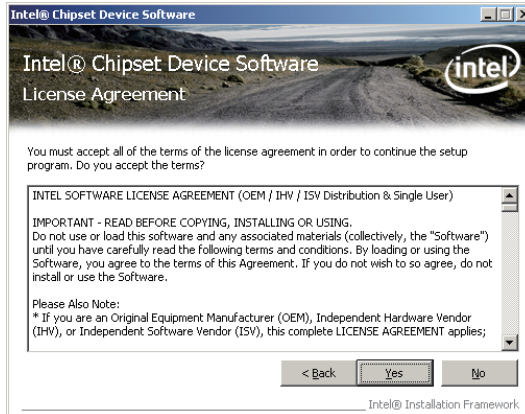 Intel® Chipset Device Software
Intel® Chipset Device Software
intel
License Agreement
You must accept all of the terms of the license agreement in order to continue the setup
program. Do you accept the terms?
INTEL SOFTWARE LICENSE AGREEMENT (OEM / IHV / ISV Distribution & Single User)
IMPORTANT - READ BEFORE COPYING, INSTALLING OR USING.
Do not use or load this software and any associated materials (collectively, the "Software")
until you have carefully read the following terms and conditions. By loading or using the
Software, you agree to the terms of this Agreement. If you do not wish to so agree, do not
install or use the Software.
Please Also Note:
* If you are an Original Equipment Manufacturer (OEM), Independent Hardware Vendor
(IHV), or Independent Software Vendor (ISV), this complete LICENSE AGREEMENT applies;
< Back Yes No
Intel® Installation Framework